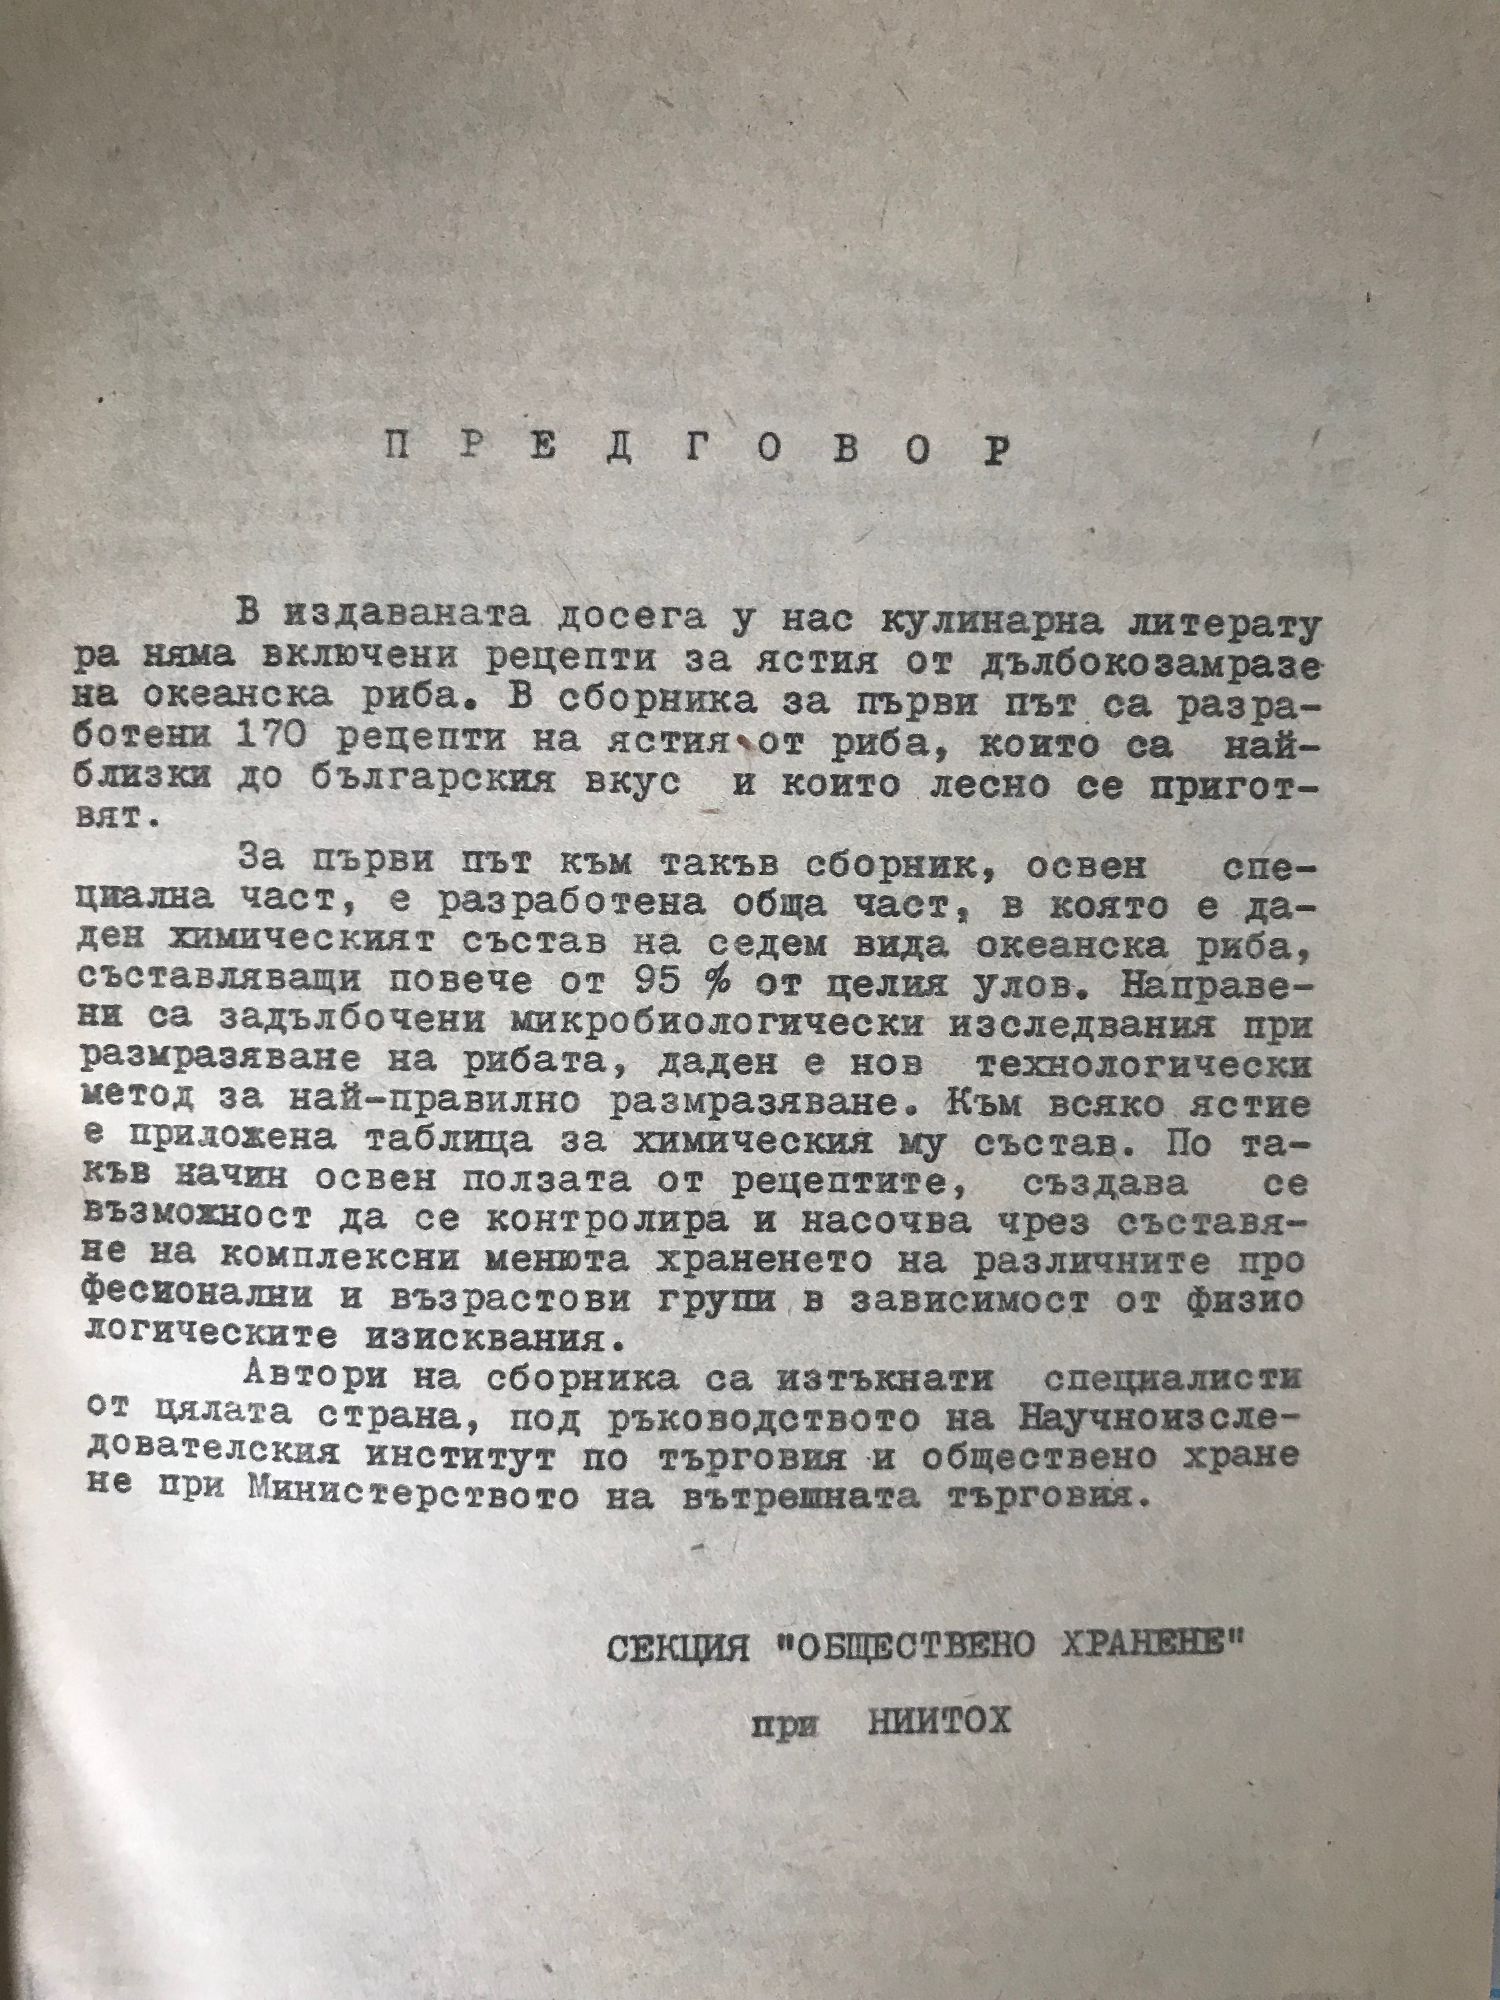 П Р Е Д Г О В О Р
В издаваната досега у нас кулинарна литерату
ра няма включени рецепти за ястия от дълбокозамразе
на океанска риба. В сборника за първи път са разра-
ботени 170 рецепти на ястия от риба, които са най-
близки до българския вкус и които лесно се пригот-
вят.
За първи път към такъв сборник, освен спе-
циална част, е разработена обща част, в която е да-
ден химическият състав на седем вида океанска риба,
съставляващи повече от 95 % от целия улов. Направе-
ни са задълбочени микробиологически изследвания при
размразяване на рибата, даден е нов технологически
метод за най-правилно размразяване. Към всяко ястие
е приложена таблица за химическия му състав. По та-
къв начин освен ползата от рецептите, създава се
възможност да се контролира и насочва чрез съставя-
не на комплексни менюта храненето на различните про
фесионални и възрастови групи в зависимост от физио
логическите изисквания.
Автори на сборника са изтъкнати специалисти
от цялата страна, под ръководството на Научноизсле-
дователския институт по търговия и обществено хране
не при Министерството на вътрешната търговия.
СЕКЦИЯ "ОБЩЕСТВЕНО ХРАНЕНЕ"
при НИИТОХ